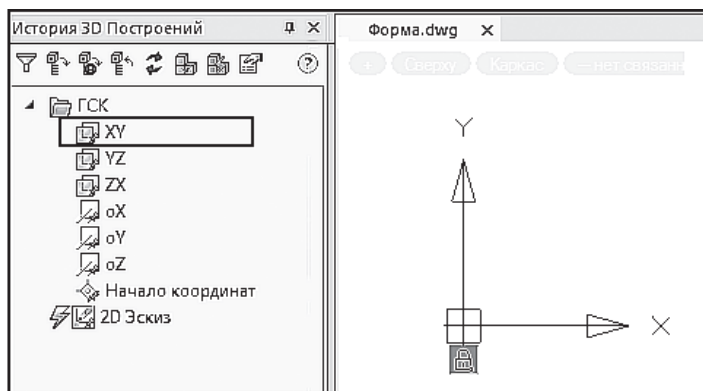 История 3D Построений
ГСК
XY
YZ
ZX
oX
oY
oZ
Начало координат
2D Эскиз
Форма.dwg
+ Сверху Каркас
Y
X